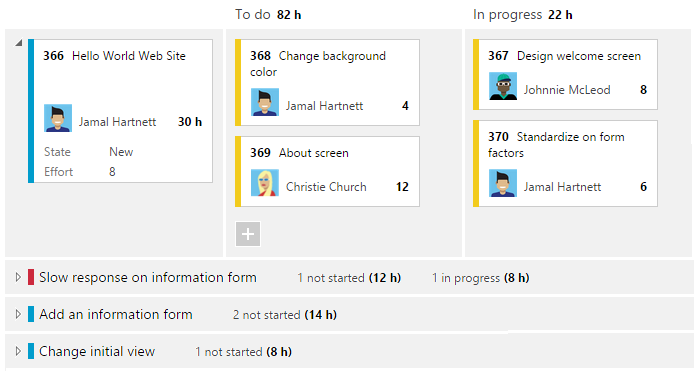 To do 82 h
In progress 22 h
366 Hello World Web Site
Jamal Hartnett 30 h
State New
Effort 8
368 Change background
color
Jamal Hartnett 4
369 About screen
Christie Church 12
367 Design welcome screen
Johnnie McLeod 8
370 Standardize on form
factors
Jamal Hartnett 6
Slow response on information form 1 not started (12 h) 1 in progress (8 h)
Add an information form 2 not started (14 h)
Change initial view 1 not started (8 h)